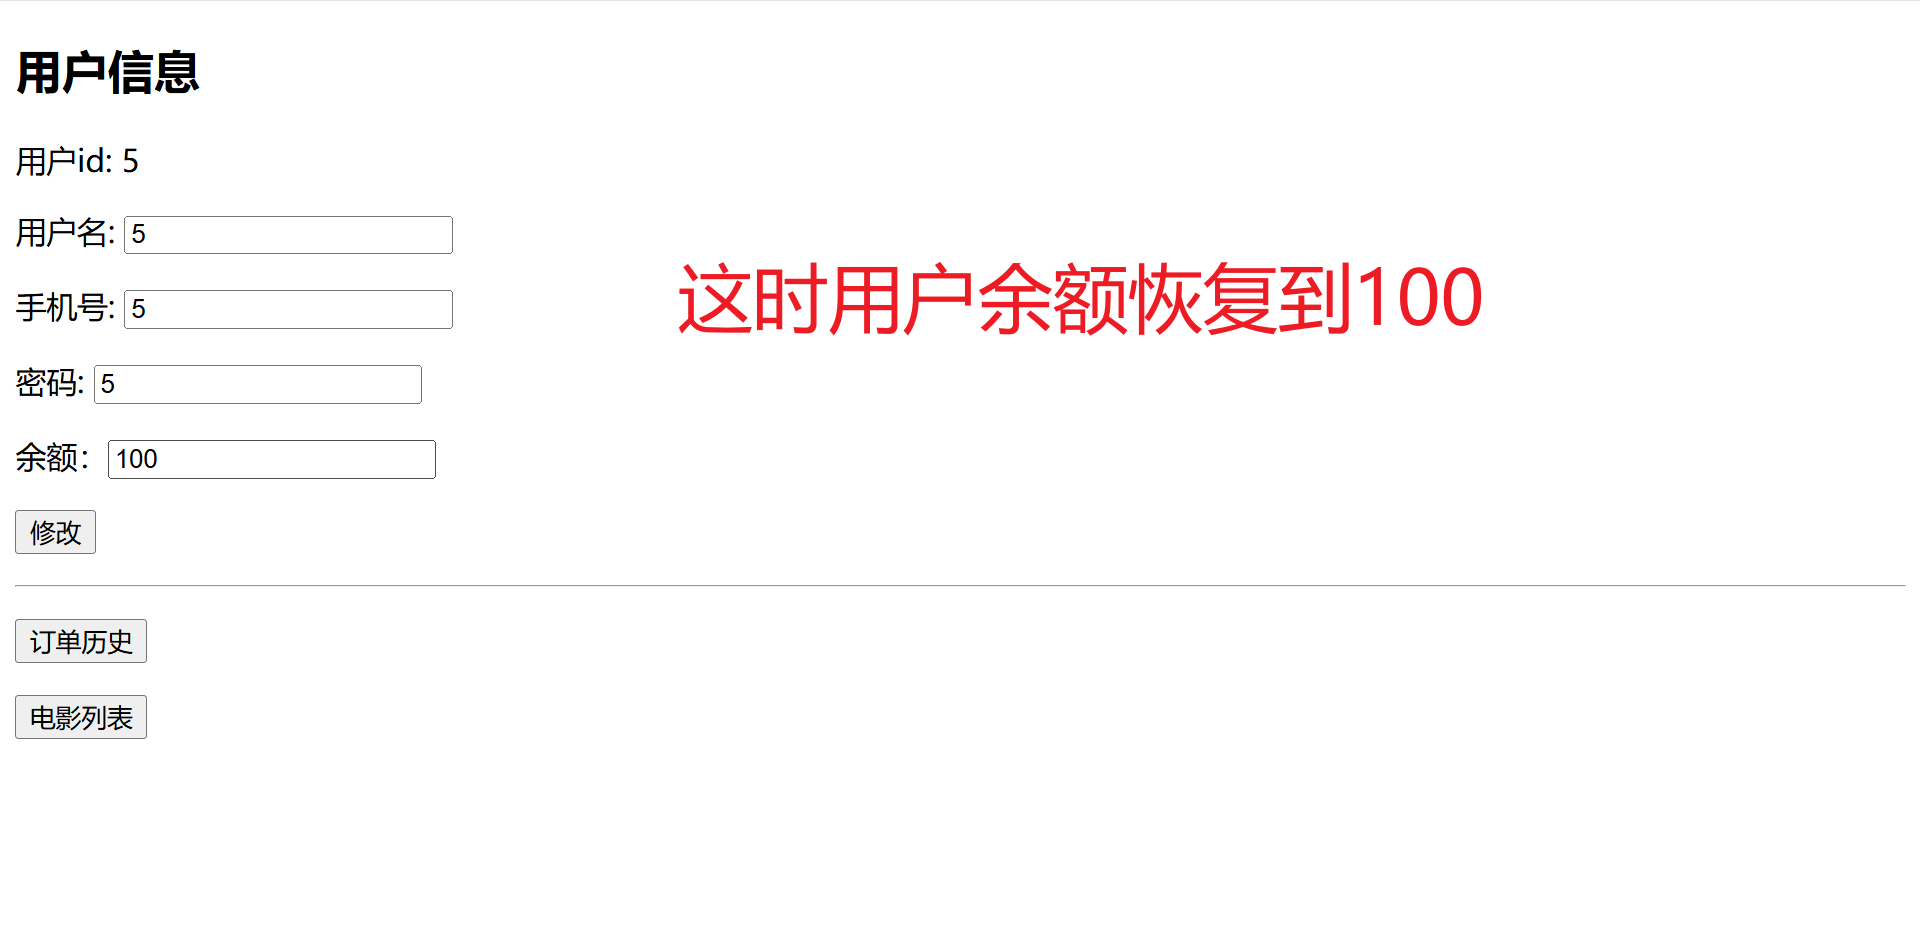 用户信息
用户id: 5
用户名: 5
这时用户余额恢复到100
手机号: 5
密码: 5
余额： 100
修改
订单历史
电影列表